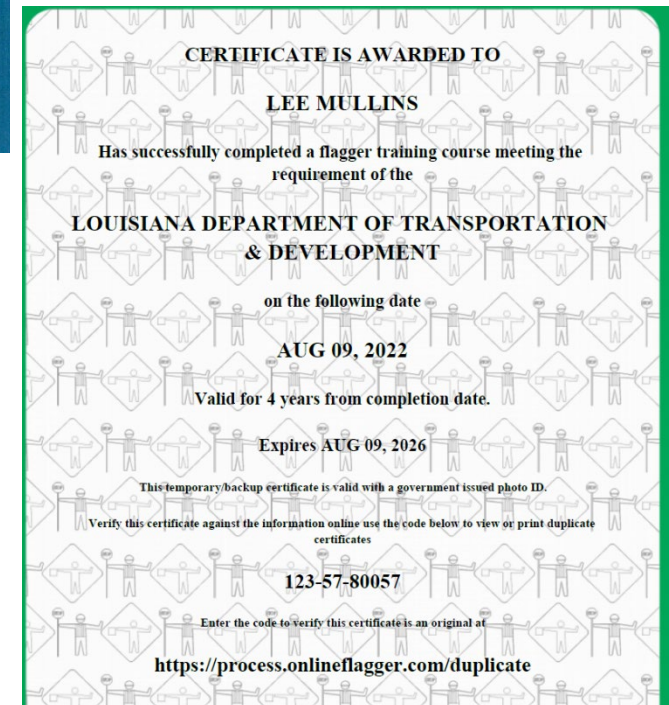 CERTIFICATE IS AWARDED TO
LEE MULLINS
Has successfully completed a flagger training course meeting the
requirement of the
LOUISIANA DEPARTMENT OF TRANSPORTATION
& DEVELOPMENT
on the following date
AUG 09, 2022
Valid for 4 years from completion date.
Expires AUG 09, 2026
This temporary/backup certificate is valid with a government issued photo ID.
Verify this certificate against the information online use the code below to view or print duplicate
certificates
123-57-80057
Enter the code to verify this certificate is an original at
https://process.onlineflagger.com/duplicate